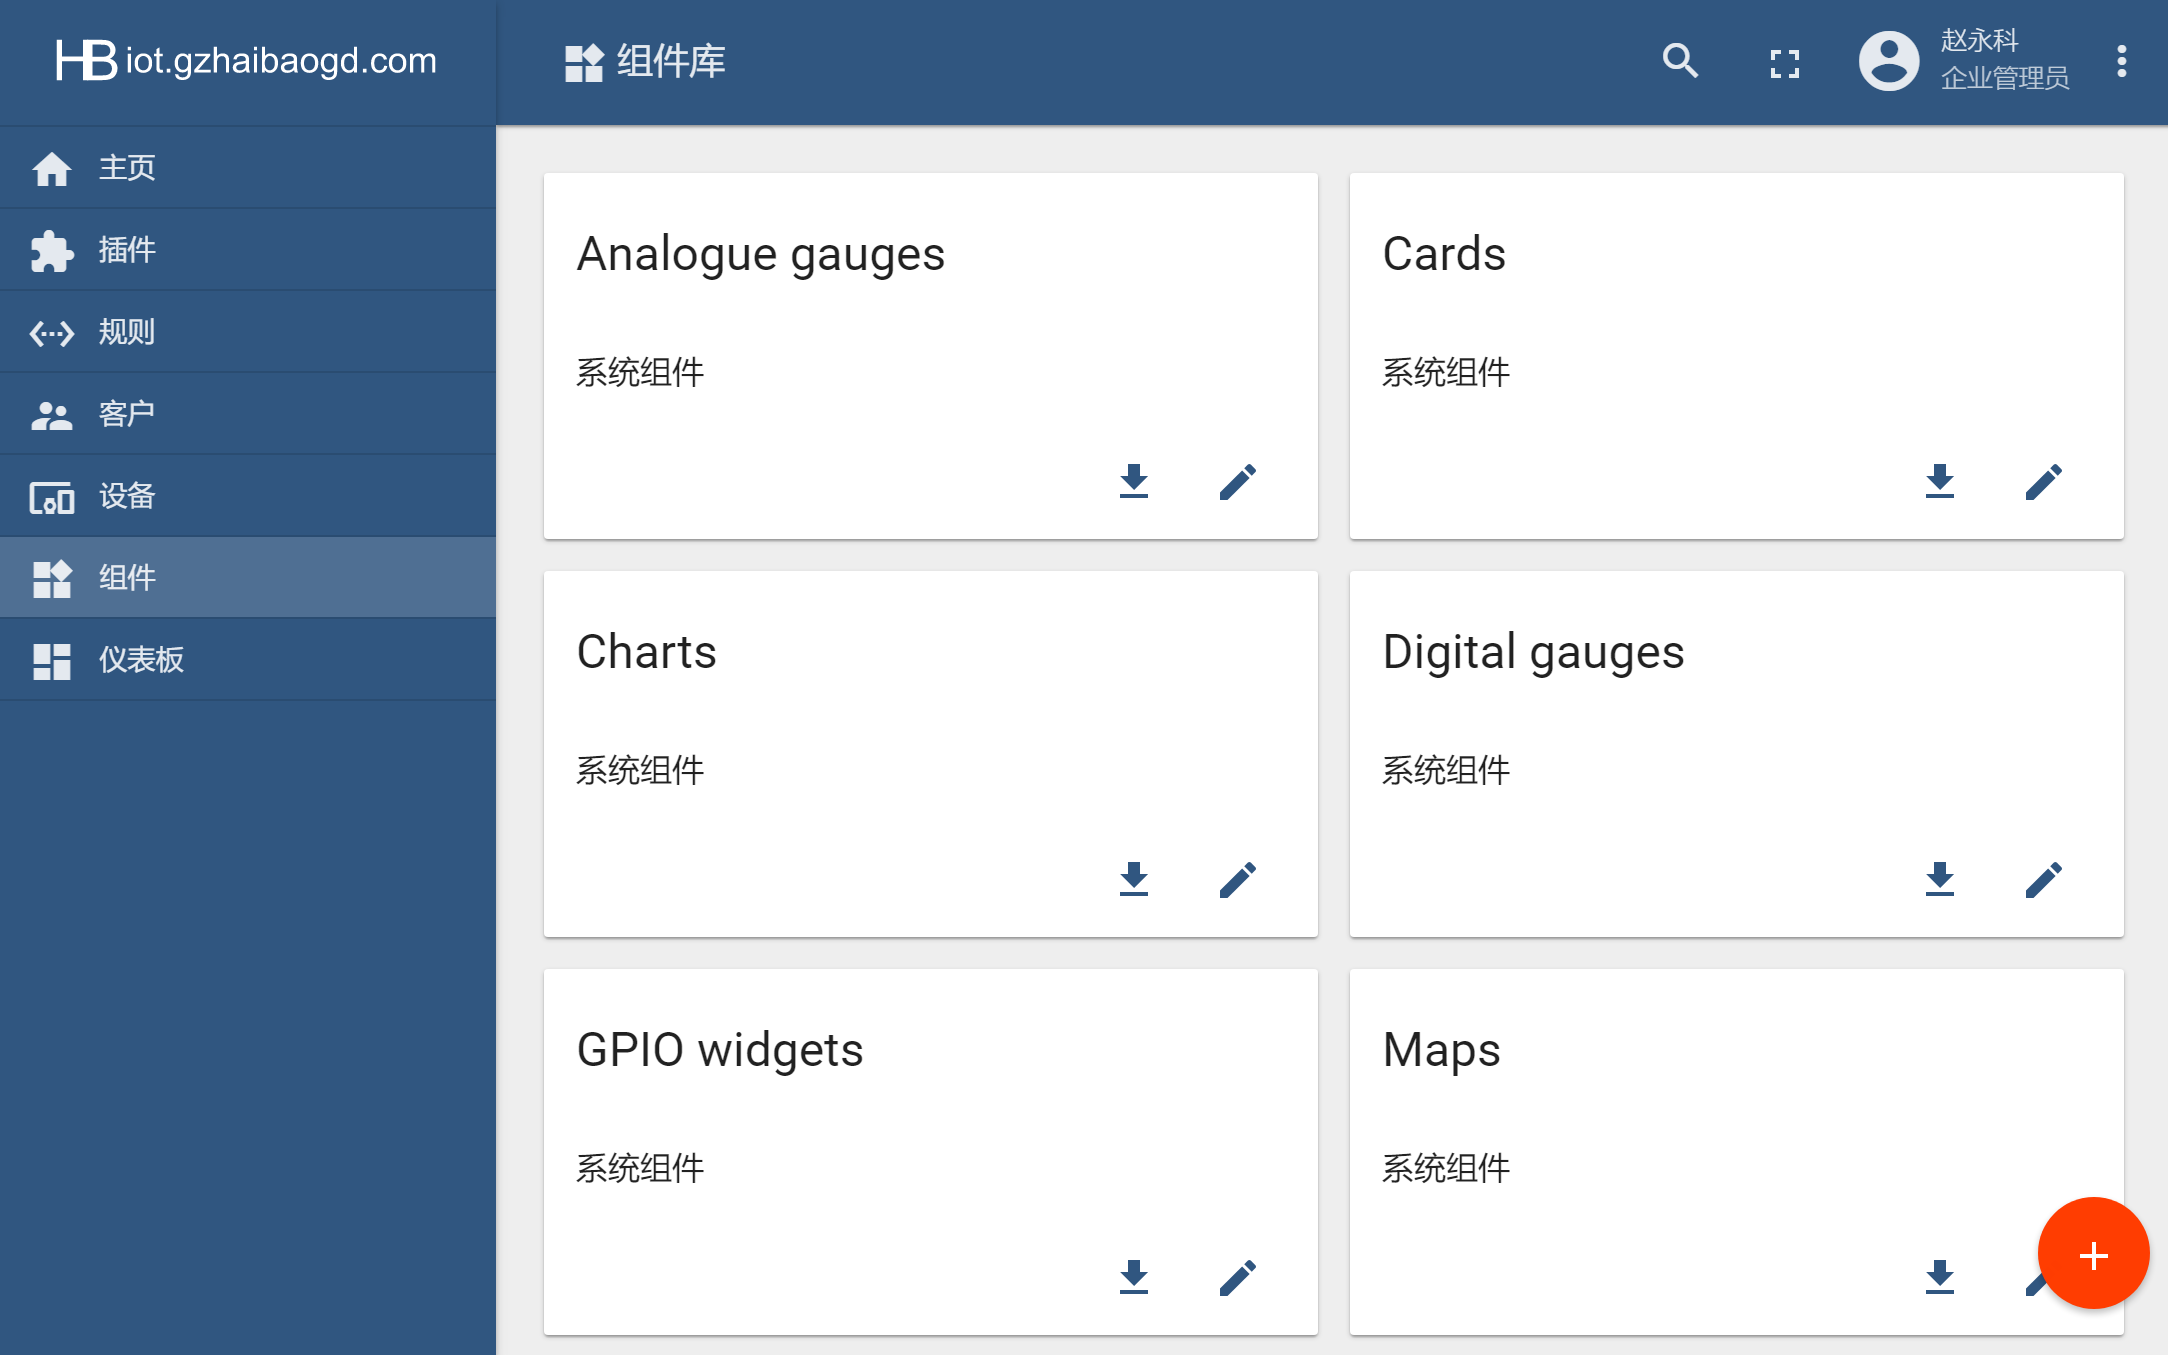 HB iot.gzhaibaogd.com
组件库
赵永科
企业管理员
主页
插件
规则
客户
设备
组件
仪表板
Analogue gauges
系统组件
Cards
系统组件
Charts
系统组件
Digital gauges
系统组件
GPIO widgets
系统组件
Maps
系统组件